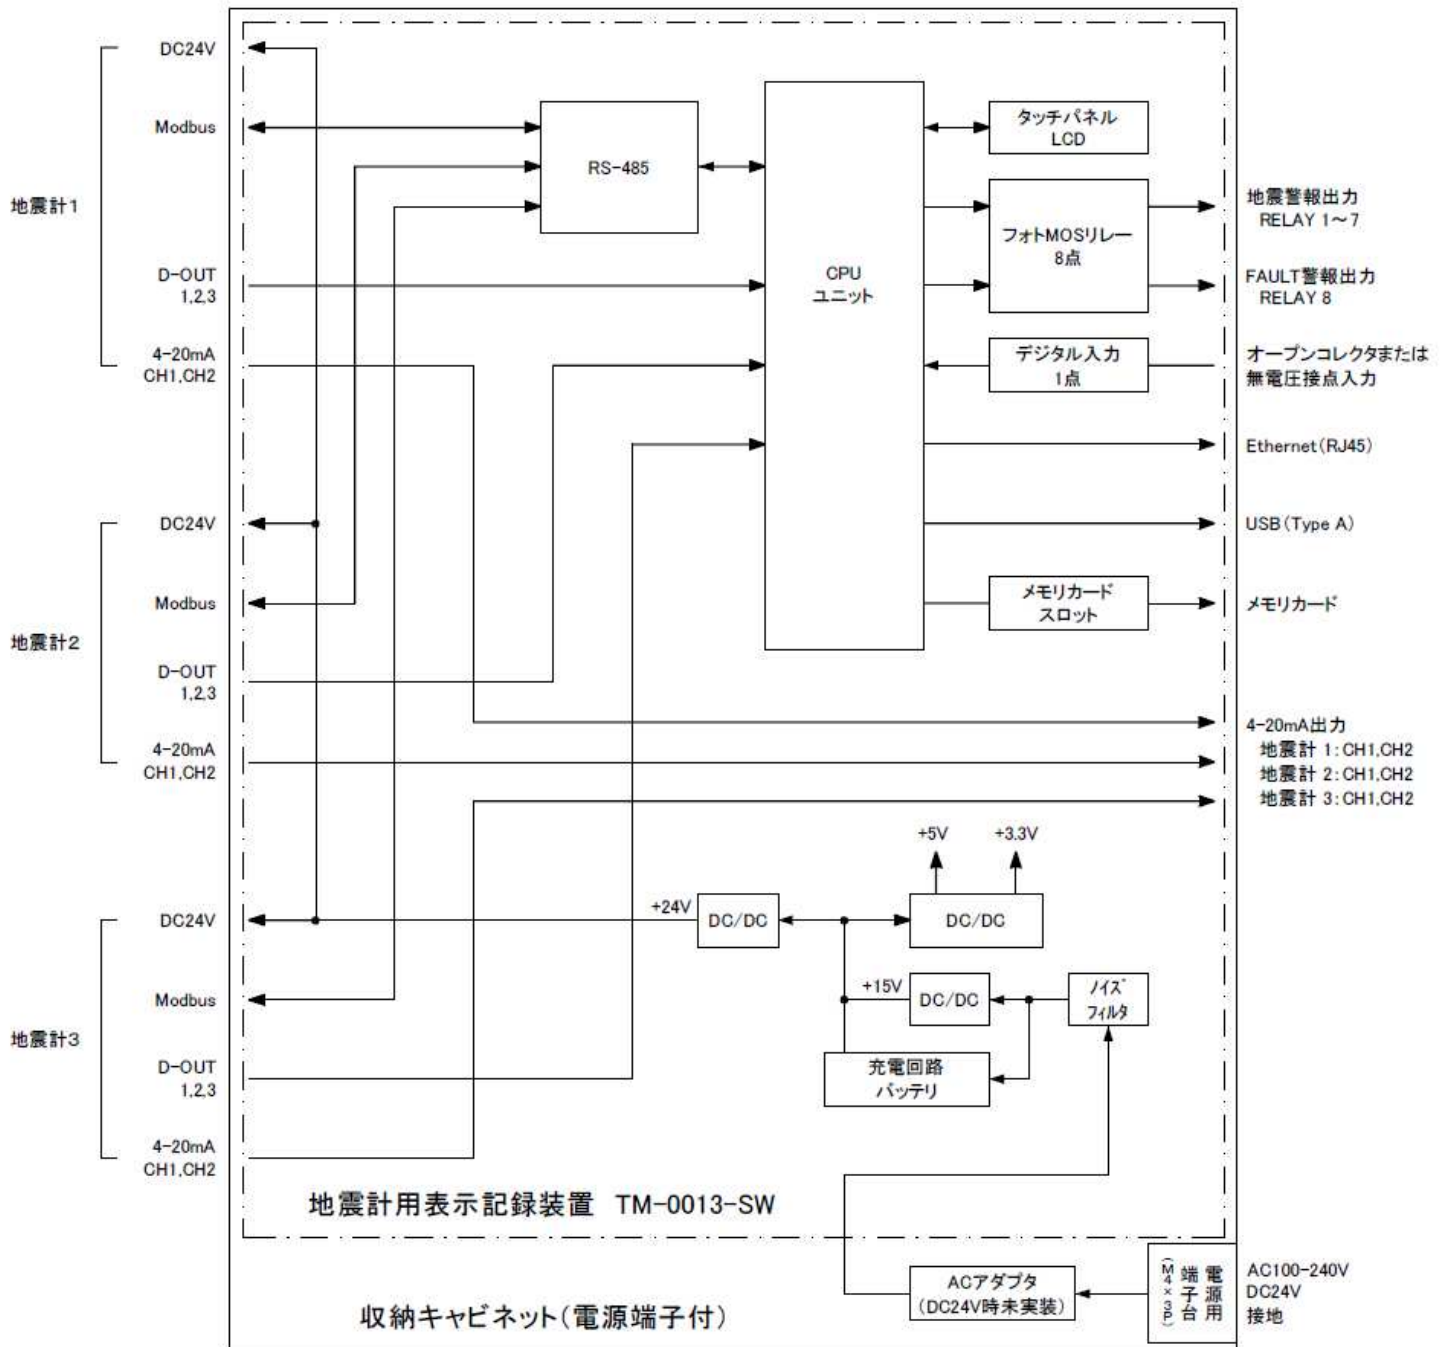 地震計1
DC24V
Modbus
D-OUT
1,2,3
4-20mA
CH1,CH2
地震計2
DC24V
Modbus
D-OUT
1,2,3
4-20mA
CH1,CH2
地震計3
DC24V
Modbus
D-OUT
1,2,3
4-20mA
CH1,CH2
RS-485
CPU
ユニット
タッチパネル
LCD
フォトMOSリレー
8点
デジタル入力
1点
メモリカード
スロット
地震警報出力
RELAY 1～7
FAULT警報出力
RELAY 8
オープンコレクタまたは
無電圧接点入力
Ethernet(RJ45)
USB(Type A)
メモリカード
4-20mA出力
地震計 1:CH1,CH2
地震計 2:CH1,CH2
地震計 3:CH1,CH2
+5V
+3.3V
+24V
DC/DC
DC/DC
+15V
DC/DC
ノイズ
フィルタ
充電回路
バッテリ
地震計用表示記録装置 TM-0013-SW
収納キャビネット(電源端子付)
ACアダプタ
(DC24V時未実装)
電源用
端子台
(M4×3P)
AC100-240V
DC24V
接地